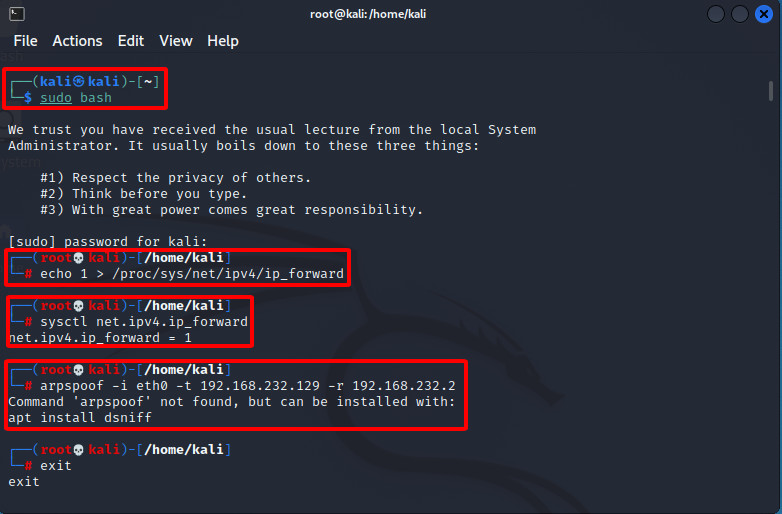 root@kali: /home/kali
File Actions Edit View Help
┌──(kali㉿kali)-[~]
└─$ sudo bash
We trust you have received the usual lecture from the local System
Administrator. It usually boils down to these three things:
#1) Respect the privacy of others.
#2) Think before you type.
#3) With great power comes great responsibility.
[sudo] password for kali:
┌──(root💀kali)-[/home/kali]
└─# echo 1 > /proc/sys/net/ipv4/ip_forward
┌──(root💀kali)-[/home/kali]
└─# sysctl net.ipv4.ip_forward
net.ipv4.ip_forward = 1
┌──(root💀kali)-[/home/kali]
└─# arpspoof -i eth0 -t 192.168.232.129 -r 192.168.232.2
Command 'arpspoof' not found, but can be installed with:
apt install dsniff
┌──(root💀kali)-[/home/kali]
└─# exit
exit